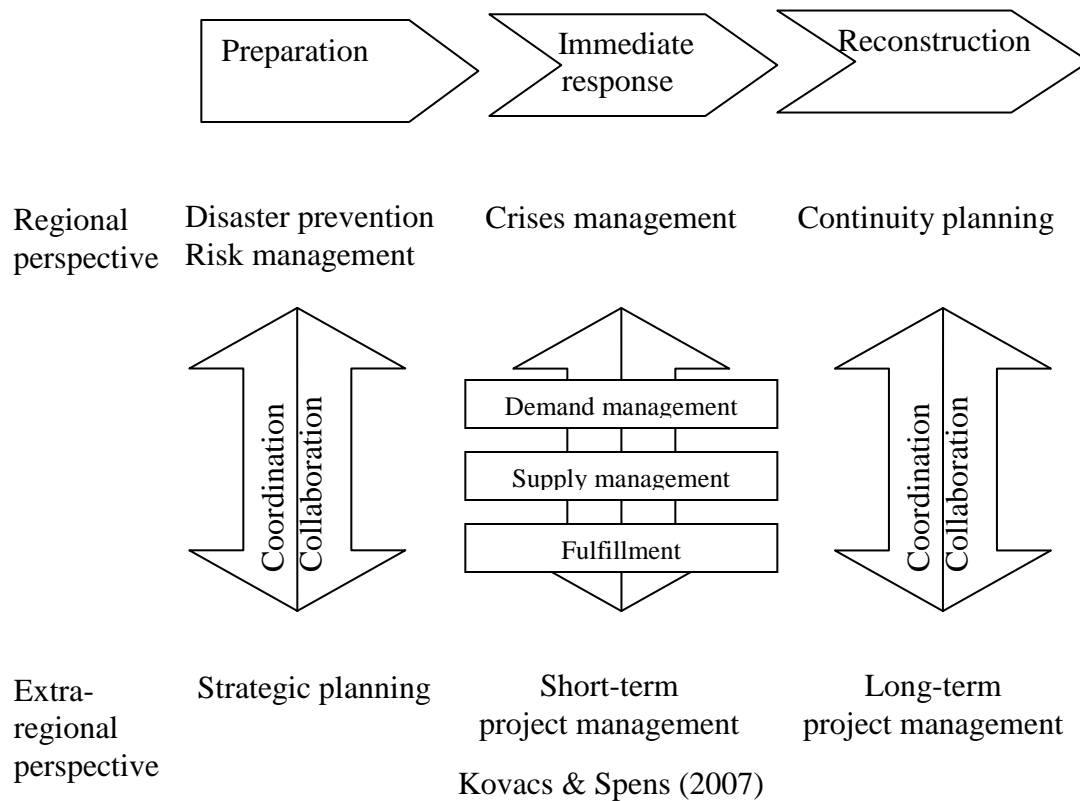 Preparation
Immediate
response
Reconstruction
Regional
perspective
Disaster prevention
Risk management
Crises management
Continuity planning
Coordination
Collaboration
Demand management
Supply management
Fulfillment
Coordination
Collaboration
Extra-
regional
perspective
Strategic planning
Short-term
project management
Long-term
project management
Kovacs & Spens (2007)